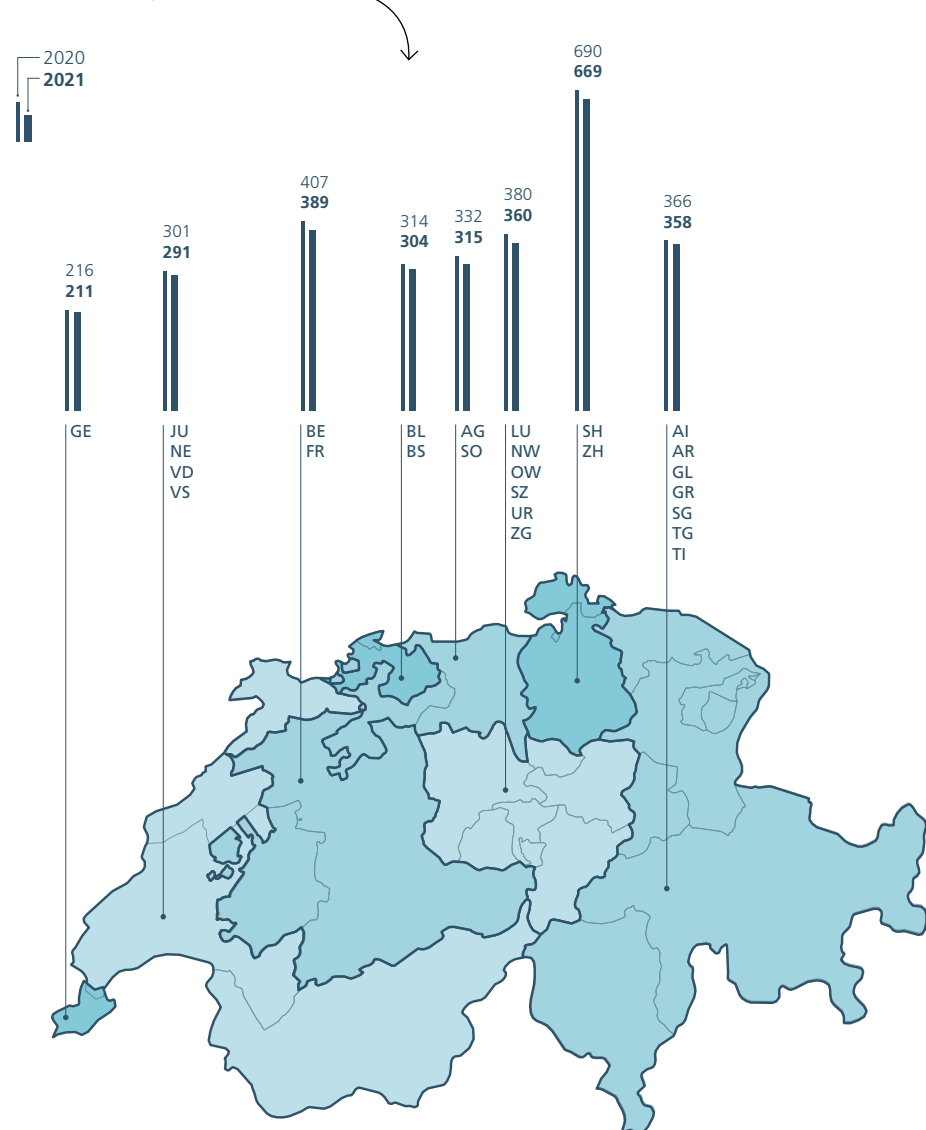 2020
2021
690
669
407
389
380
360
366
358
332
315
314
304
301
291
216
211
GE
JU
NE
VD
VS
BE
FR
BL
BS
AG
SO
LU
NW
OW
SZ
UR
ZG
SH
ZH
AI
AR
GL
GR
SG
TG
TI